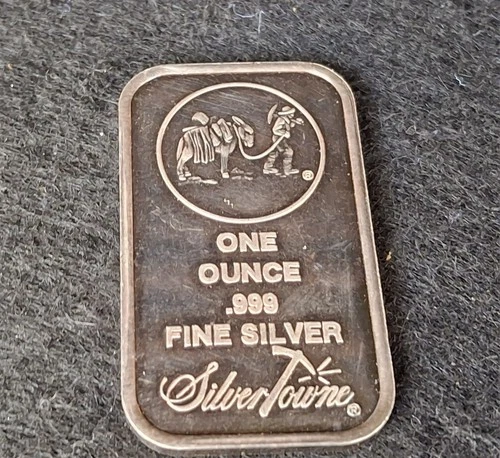 ®
ONE
OUNCE
.999
FINE SILVER
SilverTowne®